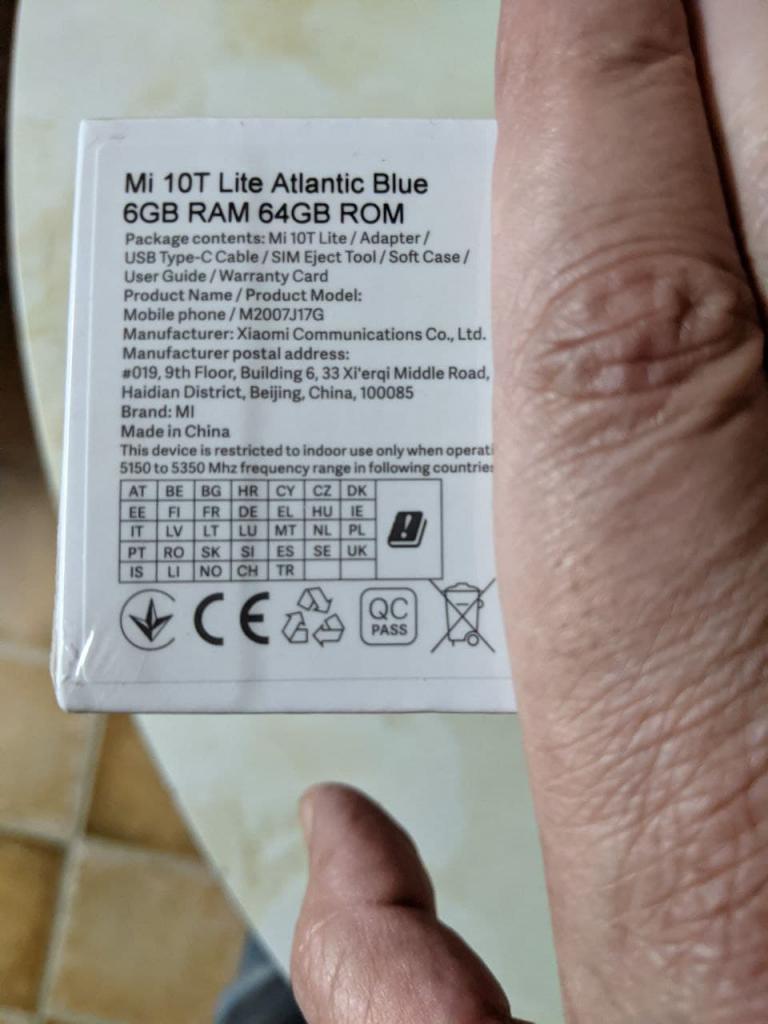 Mi 10T Lite Atlantic Blue
6GB RAM 64GB ROM
Package contents: Mi 10T Lite / Adapter /
USB Type-C Cable / SIM Eject Tool / Soft Case /
User Guide / Warranty Card
Product Name / Product Model:
Mobile phone / M2007J17G
Manufacturer: Xiaomi Communications Co., Ltd.
Manufacturer postal address:
#019, 9th Floor, Building 6, 33 Xi'erqi Middle Road,
Haidian District, Beijing, China, 100085
Brand: MI
Made in China
This device is restricted to indoor use only when
5150 to 5350 Mhz frequency range in following
AT BE BG HR CY CZ DK
EE FI FR DE EL HU IE
IT LV LT LU MT NL PL
PT RO SK SI ES SE UK
IS LI NO CH TR
CE QC
PASS